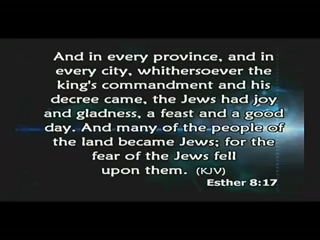 And in every province, and in
every city, whithersoever the
king's commandment and his
decree came, the Jews had joy
and gladness, a feast and a good
day. And many of the people of
the land became Jews; for the
fear of the Jews fell
upon them. (KJV)
Esther 8:17